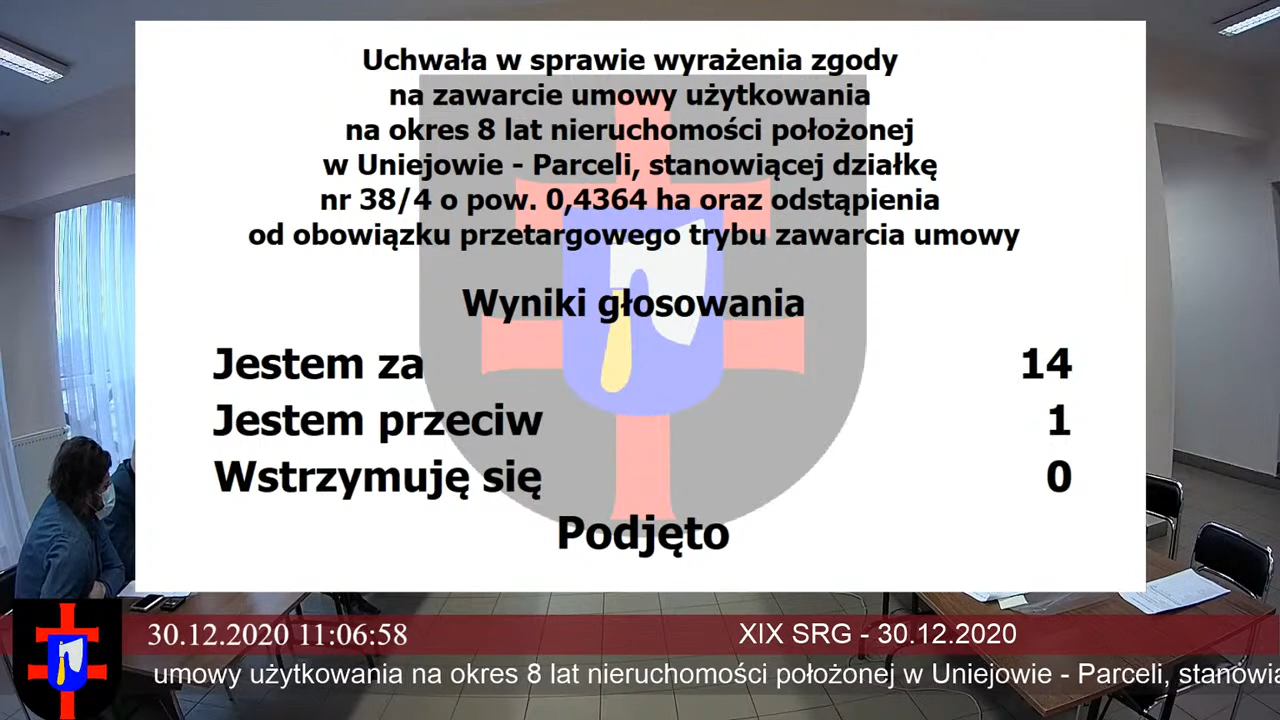 Uchwała w sprawie wyrażenia zgody
na zawarcie umowy użytkowania
na okres 8 lat nieruchomości położonej
w Uniejowie - Parceli, stanowiącej działkę
nr 38/4 o pow. 0,4364 ha oraz odstąpienia
od obowiązku przetargowego trybu zawarcia umowy
Wyniki głosowania
Jestem za 14
Jestem przeciw 1
Wstrzymuję się 0
Podjęto
30.12.2020 11:06:58 XIX SRG - 30.12.2020
umowy użytkowania na okres 8 lat nieruchomości położonej w Uniejowie - Parceli, stanowią